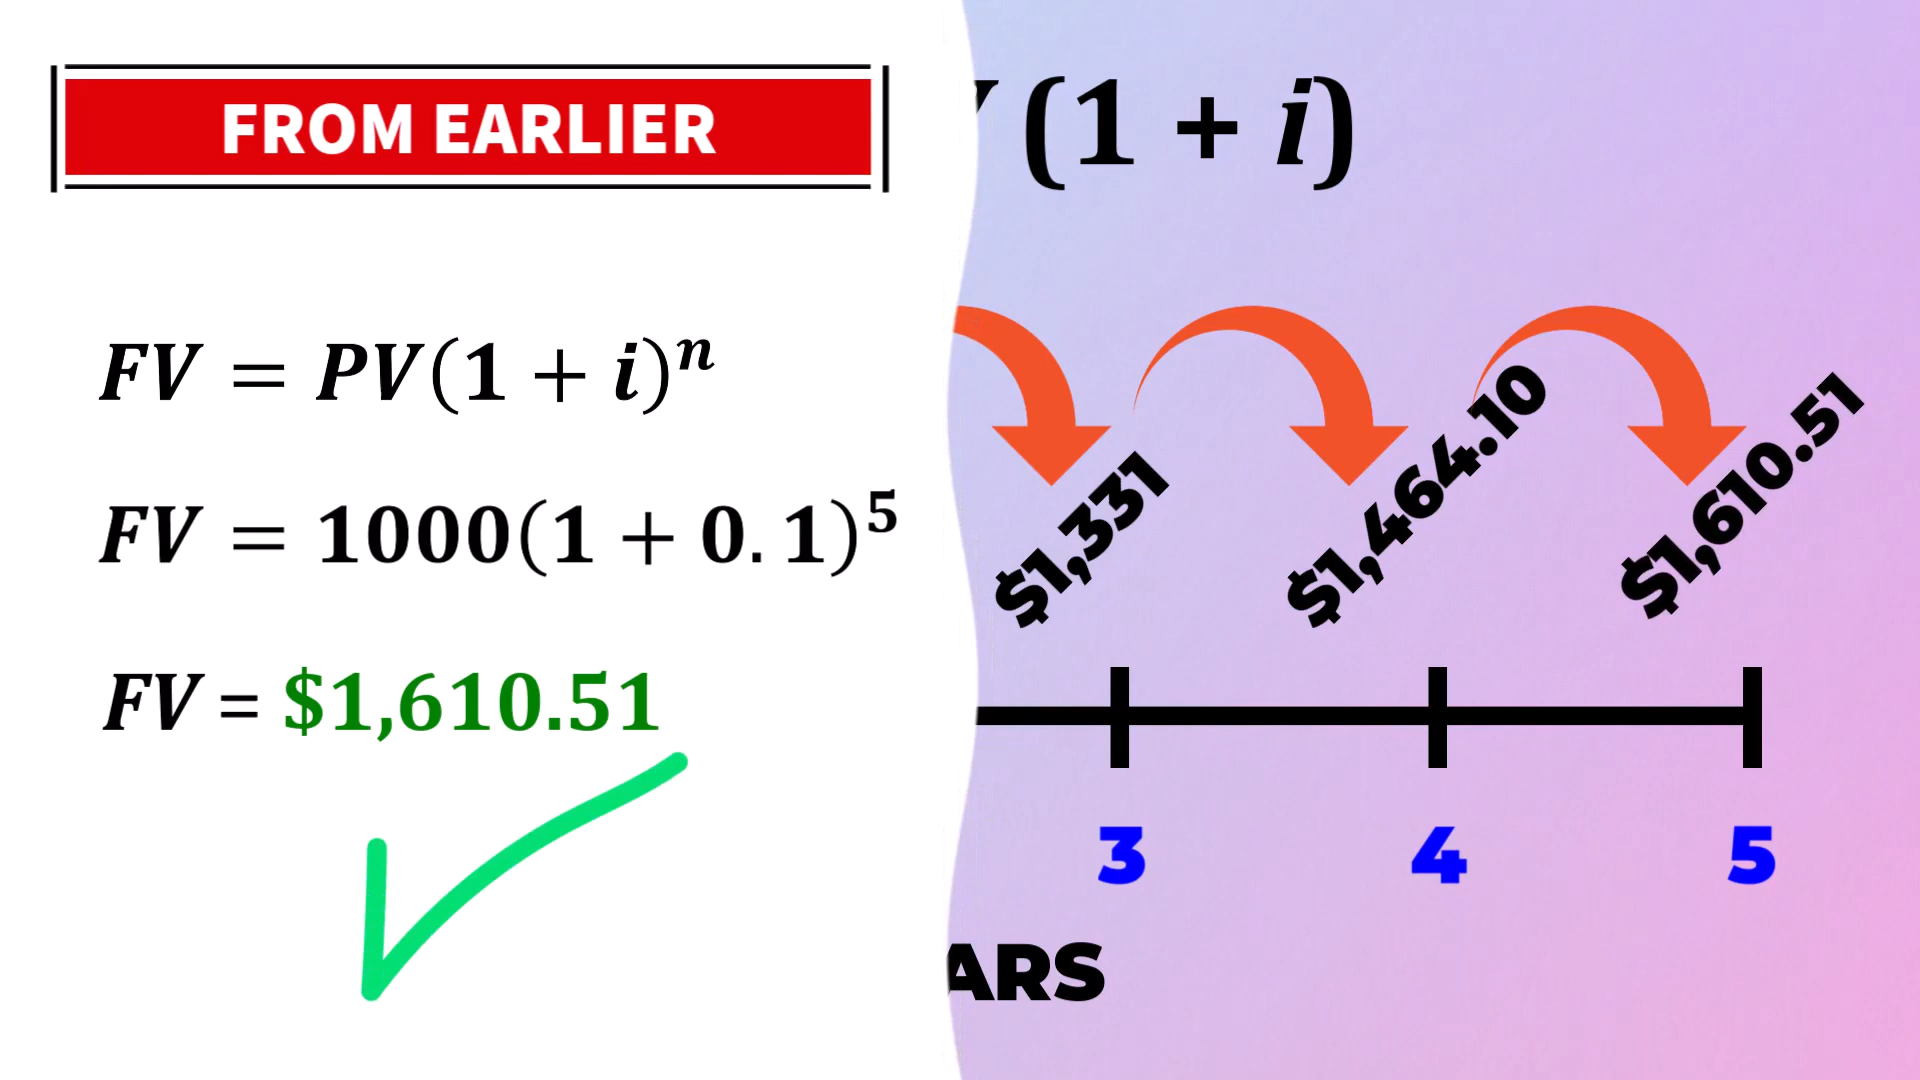 FROM EARLIER
FV = PV(1 + i)ⁿ
FV = 1000(1 + 0.1)⁵
FV = $1,610.51
(1 + i)
$1,331
$1,464.10
$1,610.51
3 4 5
ARS